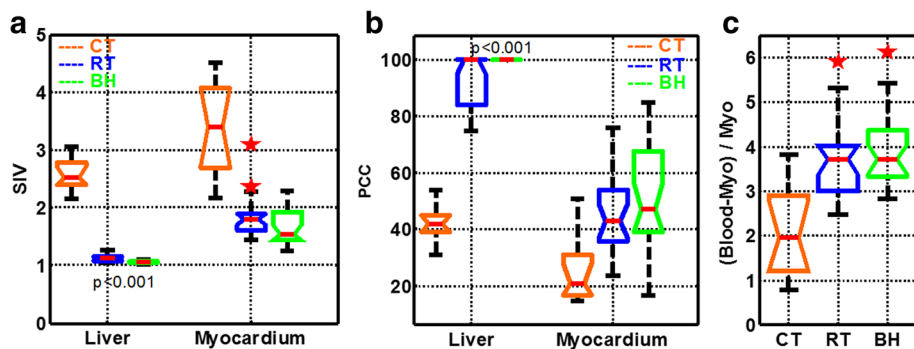 a
5
4
3
2
1
0
SIV
CT
RT
BH
p<0.001
Liver
Myocardium
b
100
80
60
40
20
PCC
p<0.001
CT
RT
BH
Liver
Myocardium
c
6
5
4
3
2
1
0
(Blood-Myo) / Myo
CT
RT
BH